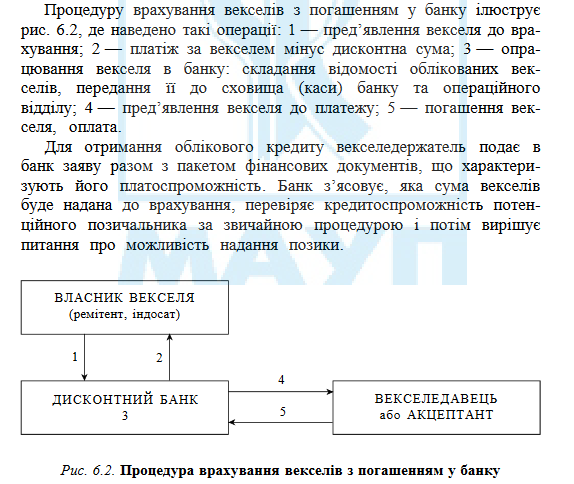 Процедуру врахування векселів з погашенням у банку ілюструє
рис. 6.2, де наведено такі операції: 1 — пред’явлення векселя до вра-
хування; 2 — платіж за векселем мінус дисконтна сума; 3 — опра-
цювання векселя в банку: складання відомості облікованих век-
селів, передання її до сховища (каси) банку та операційного
відділу; 4 — пред’явлення векселя до платежу; 5 — погашення век-
селя, оплата.
Для отримання облікового кредиту векселедержатель подає в
банк заяву разом з пакетом фінансових документів, що характери-
зують його платоспроможність. Банк з’ясовує, яка сума векселів
буде надана до врахування, перевіряє кредитоспроможність потен-
ційного позичальника за звичайною процедурою і потім вирішує
питання про можливість надання позики.
МАУП
ВЛАСНИК ВЕКСЕЛЯ
(ремітент, індосат)
1
2
ДИСКОНТНИЙ БАНК
3
4
5
ВЕКСЕЛЕДАВЕЦЬ
або АКЦЕПТАНТ
Рис. 6.2. Процедура врахування векселів з погашенням у банку